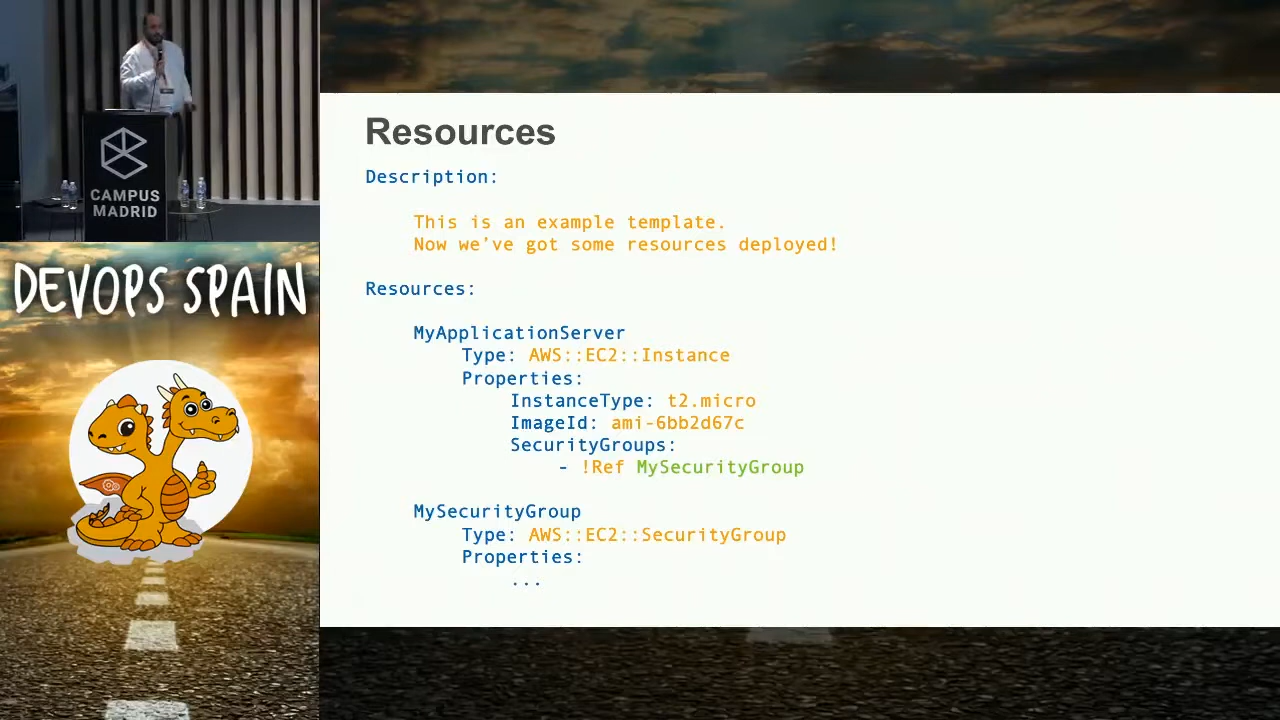 CAMPUS
MADRID
DEVOPS SPAIN
Resources
Description:
This is an example template.
Now we’ve got some resources deployed!
Resources:
MyApplicationServer
Type: AWS::EC2::Instance
Properties:
InstanceType: t2.micro
ImageId: ami-6bb2d67c
SecurityGroups:
- !Ref MySecurityGroup
MySecurityGroup
Type: AWS::EC2::SecurityGroup
Properties:
...